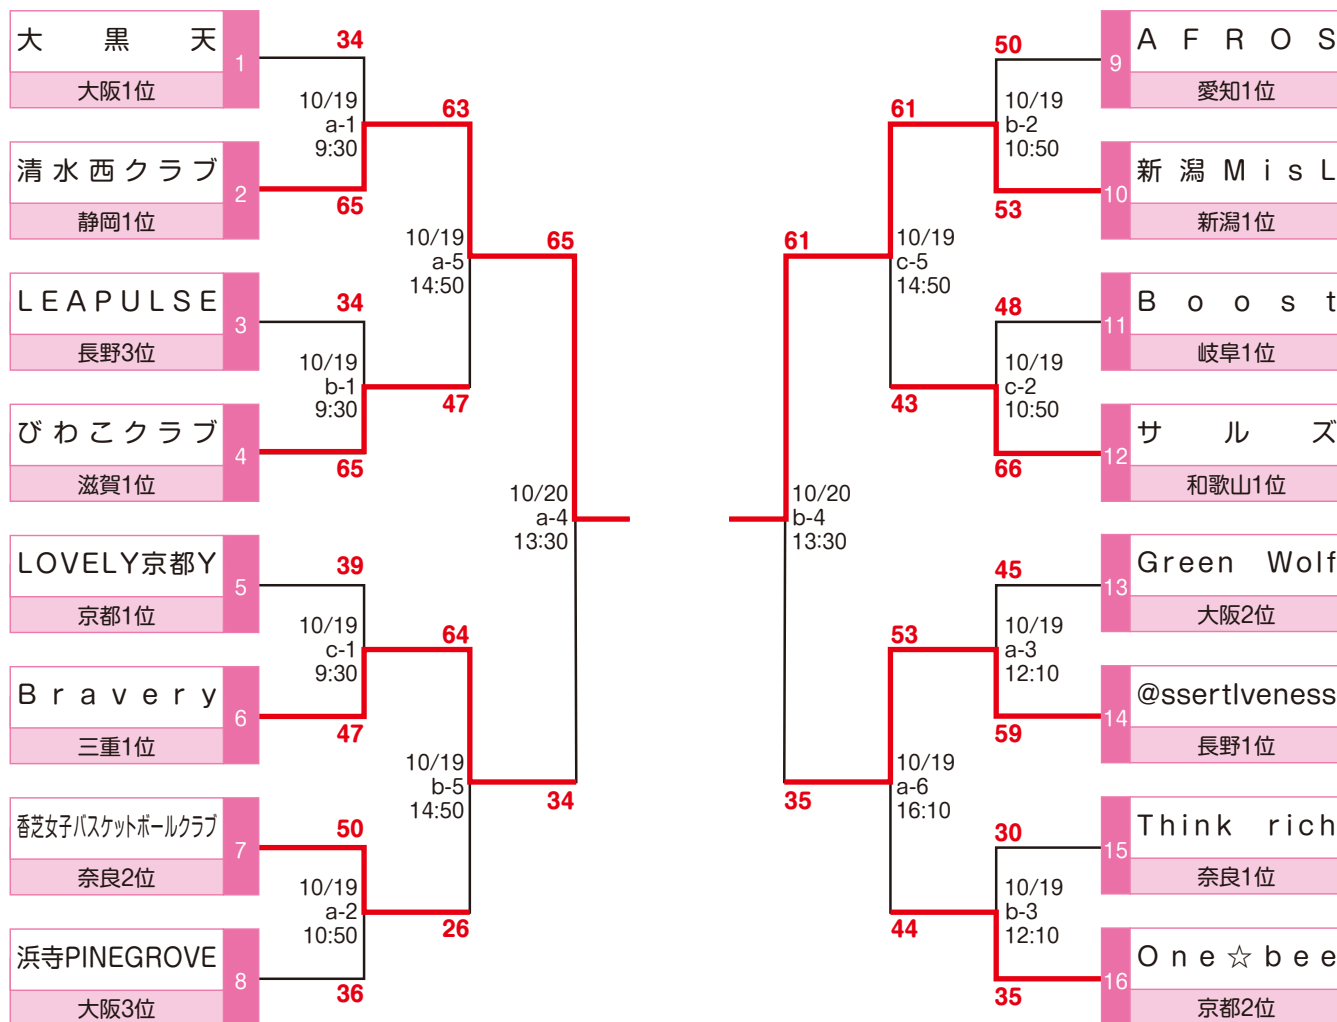 大黒天
1
大阪1位
清水西クラブ
2
静岡1位
LEAPULSE
3
長野3位
びわこクラブ
4
滋賀1位
LOVELY京都Y
5
京都1位
Bravery
6
三重1位
香芝女子バスケットボールクラブ
7
奈良2位
浜寺PINEGROVE
8
大阪3位
34
10/19
a-1
9:30
65
34
10/19
b-1
9:30
65
39
10/19
c-1
9:30
47
50
10/19
a-2
10:50
36
63
10/19
a-5
14:50
47
64
10/19
b-5
14:50
26
65
10/20
a-4
13:30
34
61
10/20
b-4
13:30
35
61
10/19
c-5
14:50
43
53
10/19
a-6
16:10
44
50
10/19
b-2
10:50
53
48
10/19
c-2
10:50
66
45
10/19
a-3
12:10
59
30
10/19
b-3
12:10
35
9
AFROS
愛知1位
10
新潟MisL
新潟1位
11
Boost
岐阜1位
12
サルズ
和歌山1位
13
Green Wolf
大阪2位
14
@ssertIveness
長野1位
15
Think rich
奈良1位
16
One☆bee
京都2位